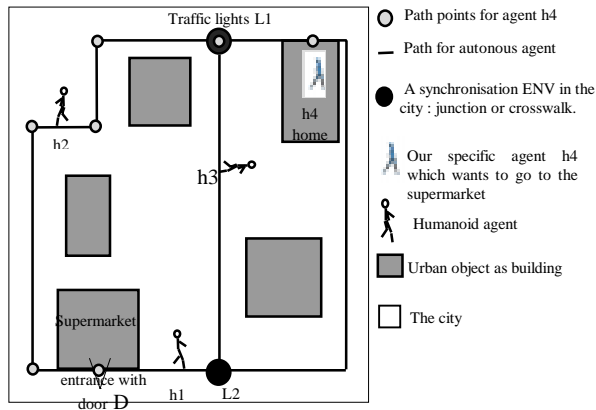 Traffic lights L1
h4
home
h2
h3
Supermarket
entrance with
door D
h1
L2
Path points for agent h4
Path for autonous agent
A synchronisation ENV in the
city : junction or crosswalk.
Our specific agent h4
which wants to go to the
supermarket
Humanoid agent
Urban object as building
The city